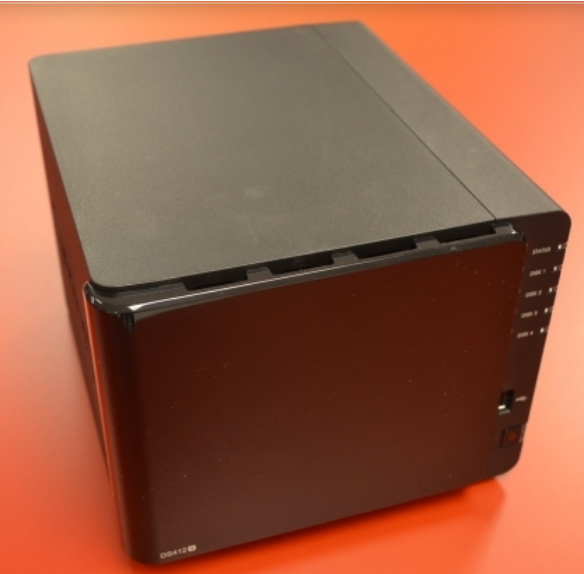 STATUS
DISK 1
DISK 2
DISK 3
DISK 4
DS412+